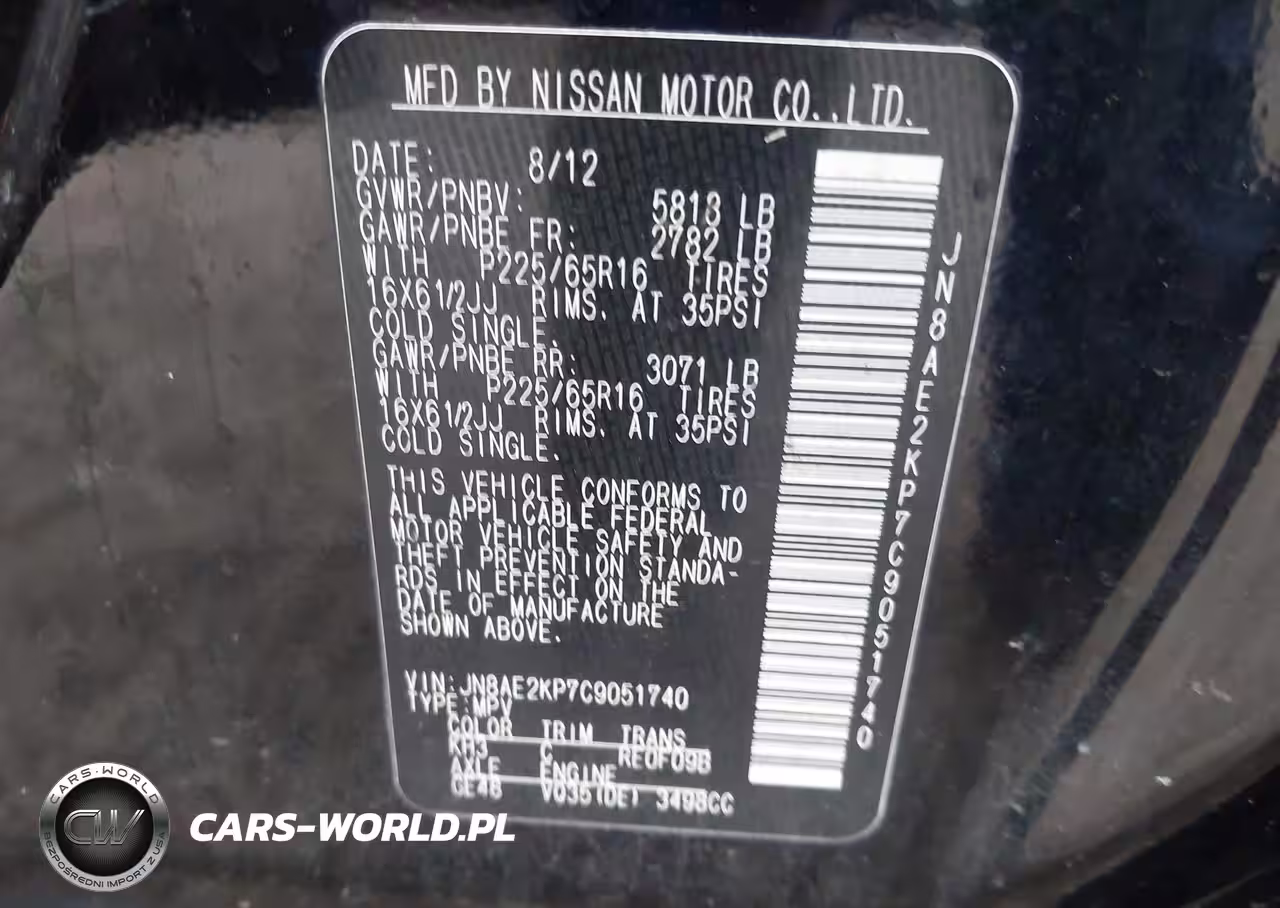 MFD BY NISSAN MOTOR CO.,LTD.
DATE: 8/12
GVWR/PNBV: 5813 LB
GAWR/PNBE FR: 2782 LB
WITH P225/65R16 TIRES
16X61/2JJ RIMS. AT 35PSI
COLD SINGLE.
GAWR/PNBE RR: 3071 LB
WITH P225/65R16 TIRES
16X61/2JJ RIMS. AT 35PSI
COLD SINGLE.
THIS VEHICLE CONFORMS TO
ALL APPLICABLE FEDERAL
MOTOR VEHICLE SAFETY AND
THEFT PREVENTION STANDA-
RDS IN EFFECT ON THE
DATE OF MANUFACTURE
SHOWN ABOVE.
VIN:JN8AE2KP7C9051740
TYPE:MPV
COLOR TRIM TRANS
KH3 C RE0F09B
AXLE ENGINE
GE48 VQ35(DE) 3498CC
JN8AE2KP7C9051740
CARS-WORLD
CW
BEZPOŚREDNI IMPORT Z USA
CARS-WORLD.PL